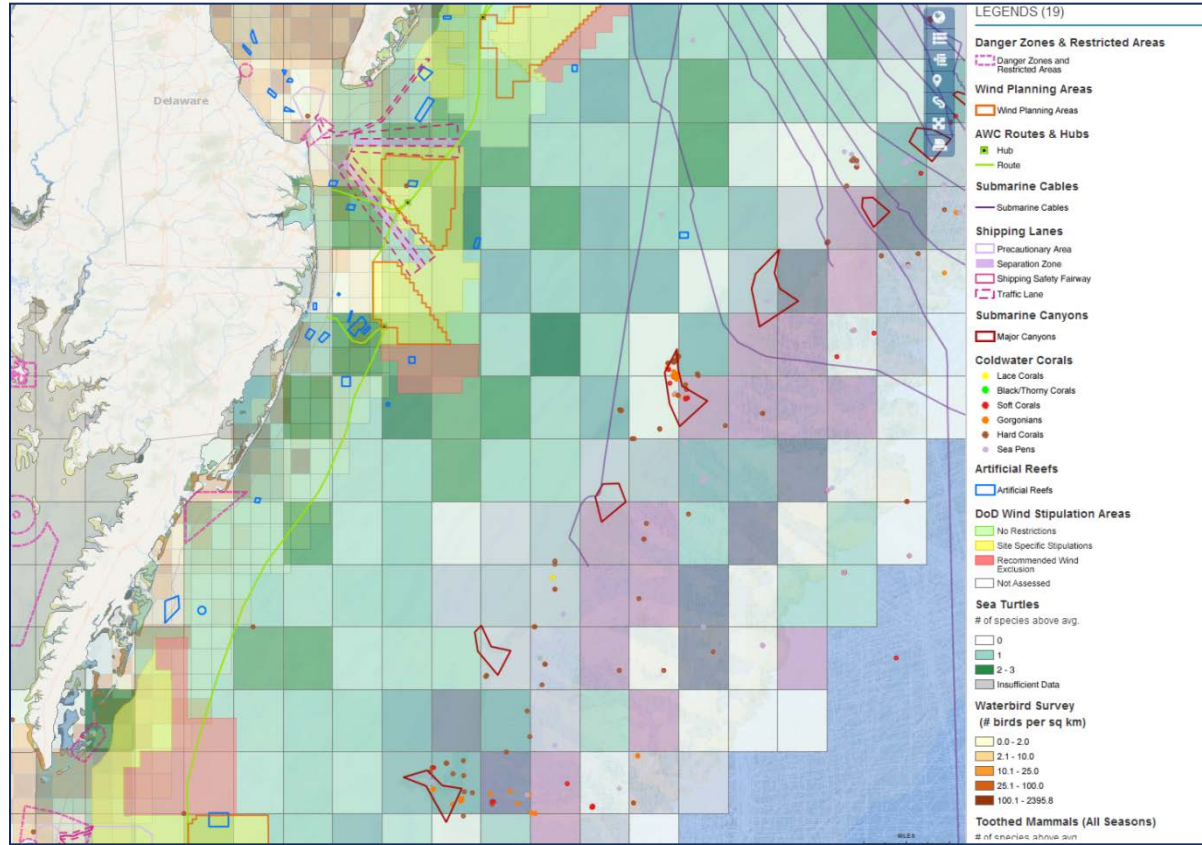 Delaware
LEGENDS (19)
Danger Zones & Restricted Areas
Danger Zones and
Restricted Areas
Wind Planning Areas
Wind Planning Areas
AWC Routes & Hubs
Hub
Route
Submarine Cables
Submarine Cables
Shipping Lanes
Precautionary Area
Separation Zone
Shipping Safety Fairway
Traffic Lane
Submarine Canyons
Major Canyons
Coldwater Corals
Lace Corals
Black/Thorny Corals
Soft Corals
Gorgonians
Hard Corals
Sea Pens
Artificial Reefs
Artificial Reefs
DoD Wind Stipulation Areas
No Restrictions
Site Specific Stipulations
Recommended Wind
Exclusion
Not Assessed
Sea Turtles
# of species above avg.
0
1
2 - 3
Insufficient Data
Waterbird Survey
(# birds per sq km)
0.0 - 2.0
2.1 - 10.0
10.1 - 25.0
25.1 - 100.0
100.1 - 2395.8
Toothed Mammals (All Seasons)
# of species above avg